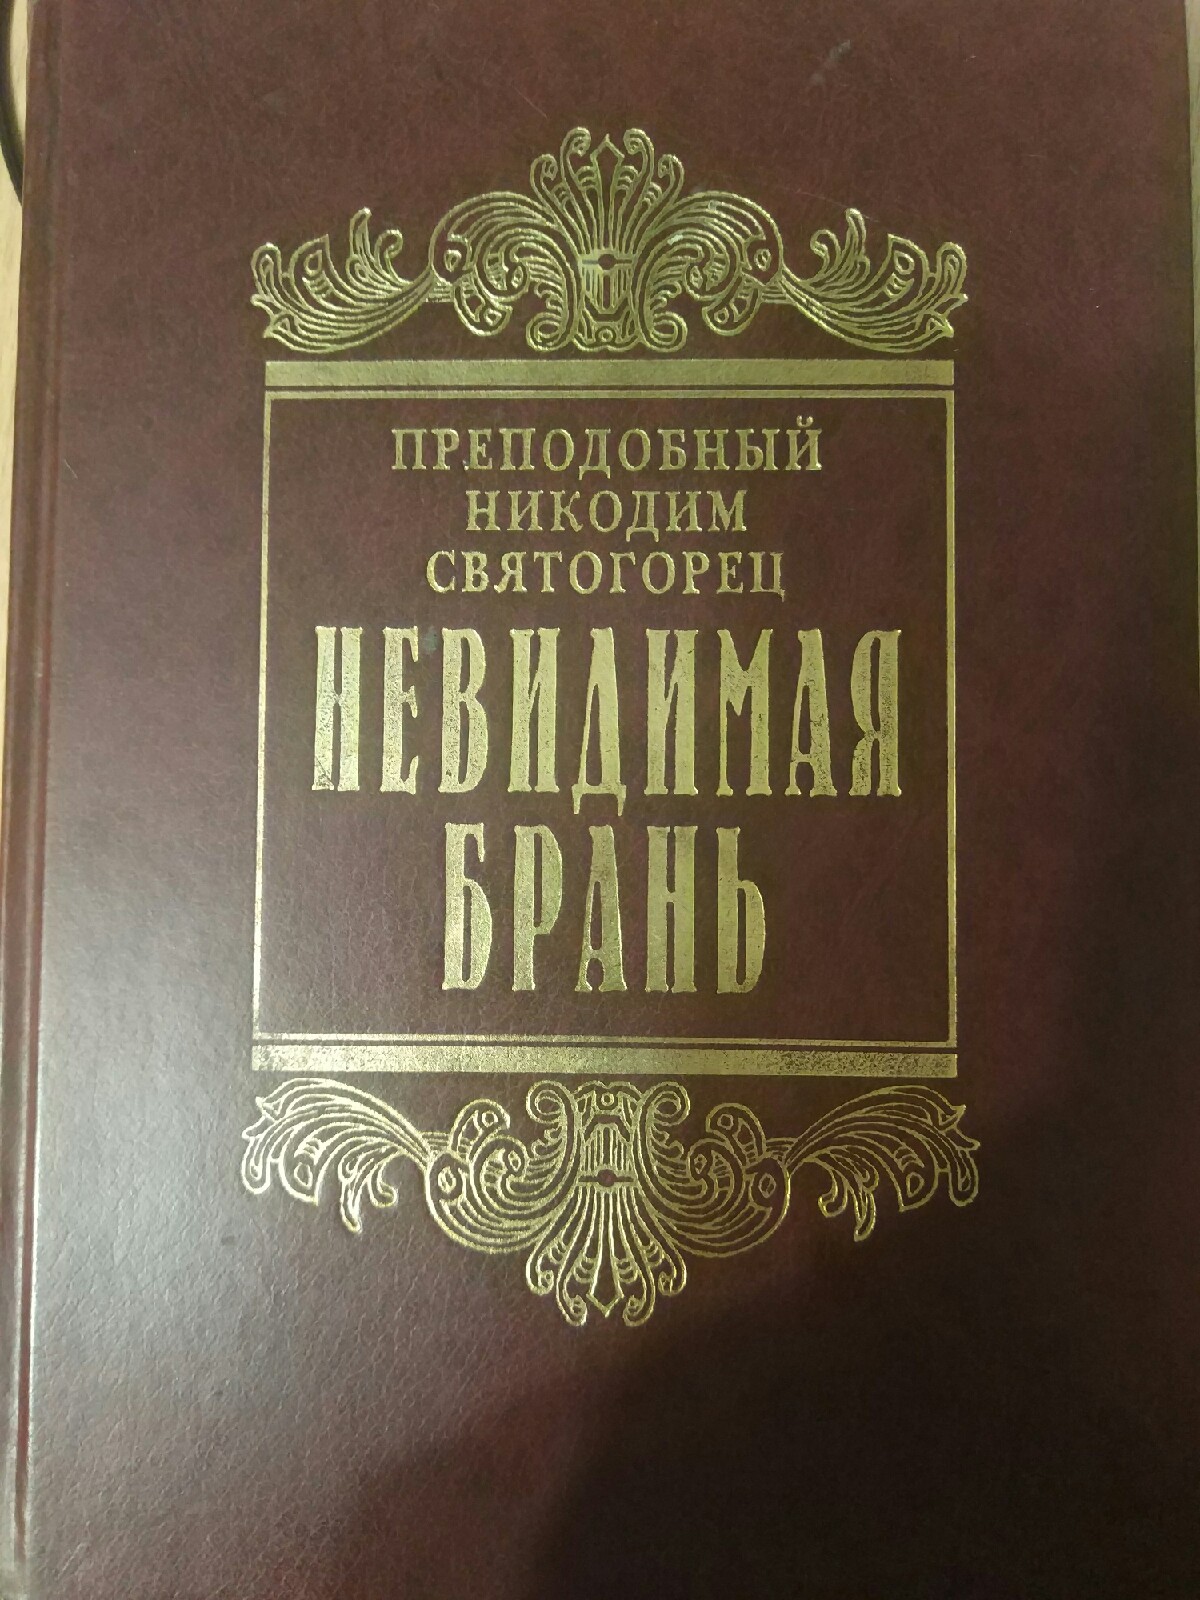 ПРЕПОДОБНЫЙ
НИКОДИМ
СВЯТОГОРЕЦ
НЕВИДИМАЯ
БРАНЬ